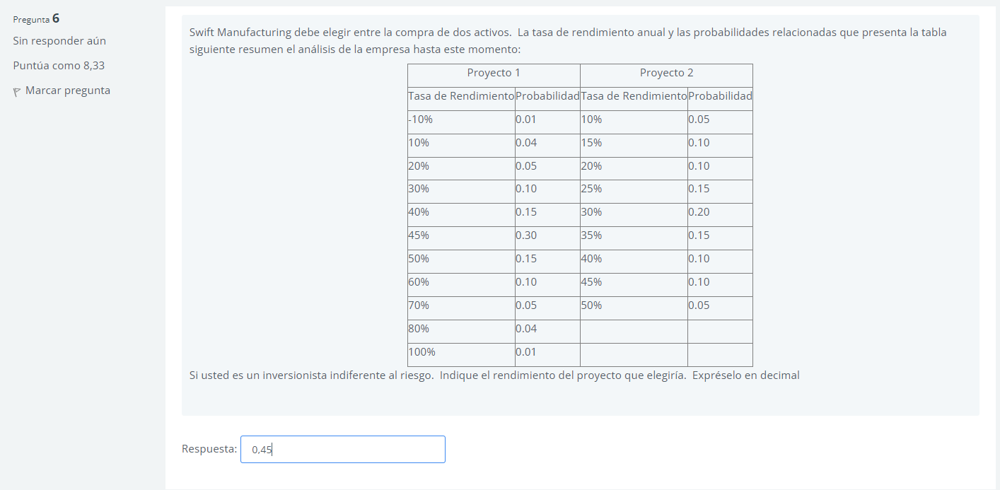 Pregunta 6
Sin responder aún
Puntúa como 8,33
Marcar pregunta
Swift Manufacturing debe elegir entre la compra de dos activos.  La tasa de rendimiento anual y las probabilidades relacionadas que presenta la tabla
siguiente resumen el análisis de la empresa hasta este momento:
Proyecto 1 Proyecto 2
Tasa de Rendimiento Probabilidad Tasa de Rendimiento Probabilidad
-10% 0.01 10% 0.05
10% 0.04 15% 0.10
20% 0.05 20% 0.10
30% 0.10 25% 0.15
40% 0.15 30% 0.20
45% 0.30 35% 0.15
50% 0.15 40% 0.10
60% 0.10 45% 0.10
70% 0.05 50% 0.05
80% 0.04
100% 0.01
Si usted es un inversionista indiferente al riesgo.  Indique el rendimiento del proyecto que elegiría.  Expréselo en decimal
Respuesta: 0,45